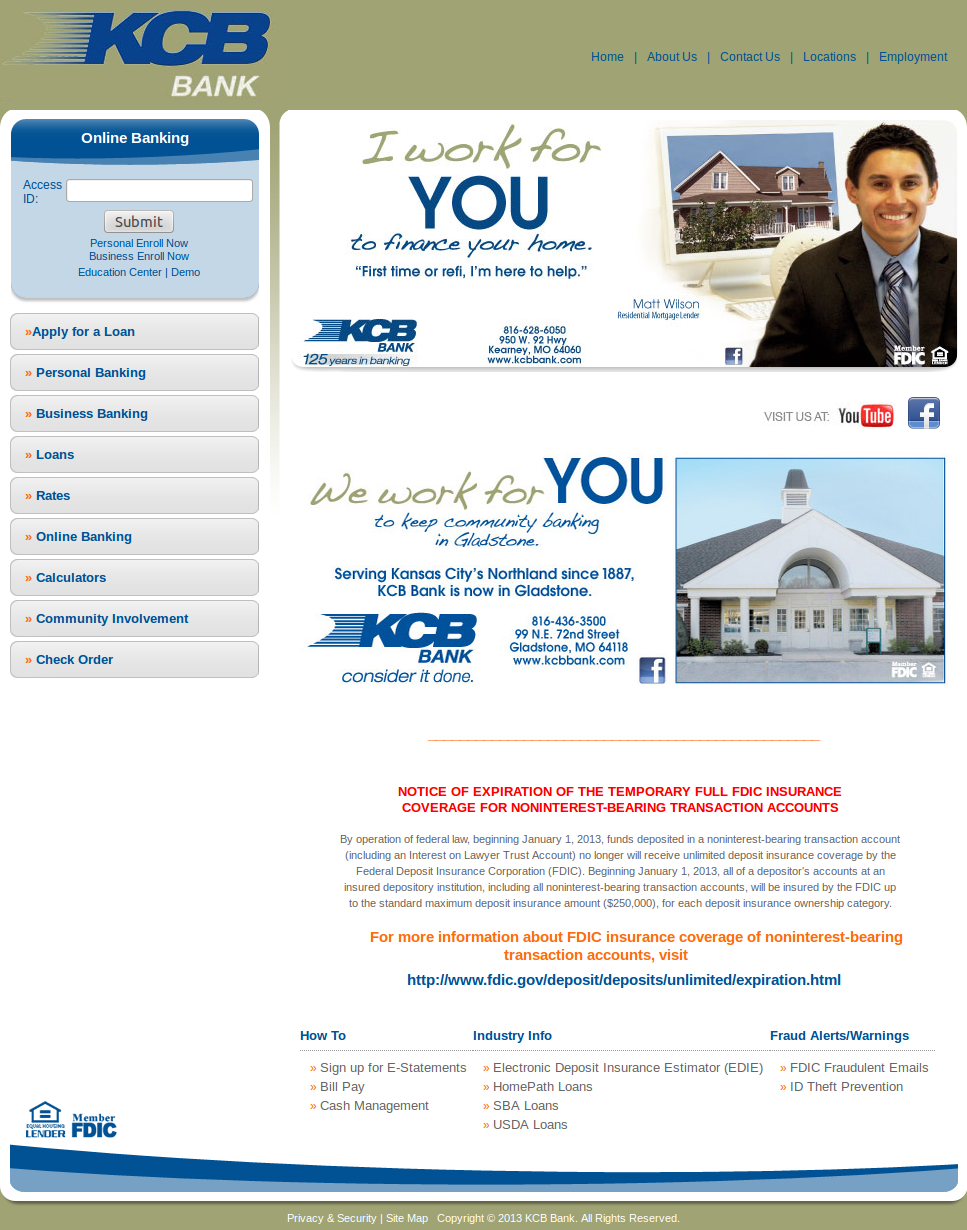 KCB
BANK
Home | About Us | Contact Us | Locations | Employment
Online Banking
Access
ID:
Submit
Personal Enroll Now
Business Enroll Now
Education Center | Demo
»Apply for a Loan
» Personal Banking
» Business Banking
» Loans
» Rates
» Online Banking
» Calculators
» Community Involvement
» Check Order
I work for
YOU
to finance your home.
“First time or refi, I’m here to help.”
Matt Wilson
Residential Mortgage Lender
KCB
BANK
125 years in banking
816-628-6050
950 W. 92 Hwy
Kearney, MO 64060
www.kcbbank.com
f
Member
FDIC
VISIT US AT: YouTube f
We work for YOU
to keep community banking
in Gladstone.
Serving Kansas City’s Northland since 1887,
KCB Bank is now in Gladstone.
KCB
BANK
consider it done.
816-436-3500
99 N.E. 72nd Street
Gladstone, MO 64118
www.kcbbank.com
f
Member
FDIC
NOTICE OF EXPIRATION OF THE TEMPORARY FULL FDIC INSURANCE
COVERAGE FOR NONINTEREST-BEARING TRANSACTION ACCOUNTS
By operation of federal law, beginning January 1, 2013, funds deposited in a noninterest-bearing transaction account
(including an Interest on Lawyer Trust Account) no longer will receive unlimited deposit insurance coverage by the
Federal Deposit Insurance Corporation (FDIC). Beginning January 1, 2013, all of a depositor's accounts at an
insured depository institution, including all noninterest-bearing transaction accounts, will be insured by the FDIC up
to the standard maximum deposit insurance amount ($250,000), for each deposit insurance ownership category.
For more information about FDIC insurance coverage of noninterest-bearing
transaction accounts, visit
http://www.fdic.gov/deposit/deposits/unlimited/expiration.html
How To
» Sign up for E-Statements
» Bill Pay
» Cash Management
Industry Info
» Electronic Deposit Insurance Estimator (EDIE)
» HomePath Loans
» SBA Loans
» USDA Loans
Fraud Alerts/Warnings
» FDIC Fraudulent Emails
» ID Theft Prevention
EQUAL HOUSING
LENDER
Member
FDIC
Privacy & Security | Site Map Copyright © 2013 KCB Bank. All Rights Reserved.